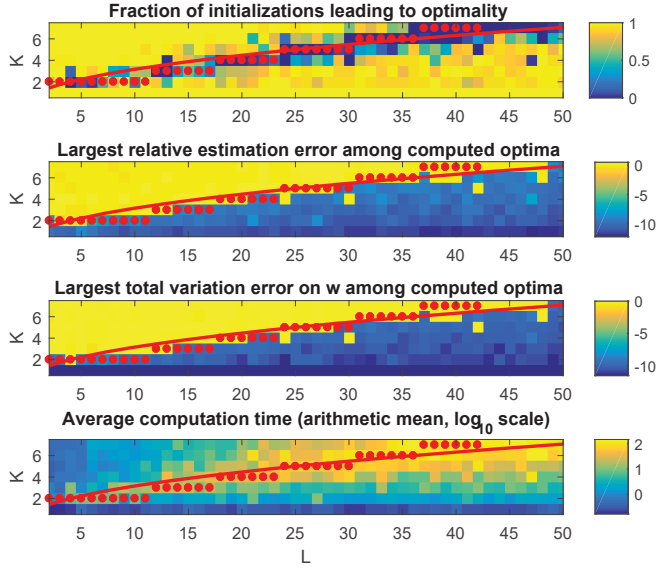 Fraction of initializations leading to optimality
K
6
4
2
5 10 15 20 25 30 35 40 45 50
1
0.5
0
Largest relative estimation error among computed optima
K
6
4
2
5 10 15 20 25 30 35 40 45 50
0
-5
-10
Largest total variation error on w among computed optima
K
6
4
2
5 10 15 20 25 30 35 40 45 50
0
-5
-10
Average computation time (arithmetic mean, log10 scale)
K
6
4
2
5 10 15 20 25 30 35 40 45 50
L
2
1
0